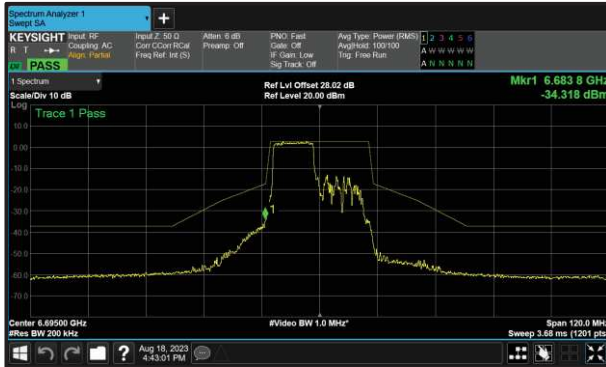 Spectrum Analyzer 1
Swept SA
KEYSIGHT
R T
PASS
Input: RF
Coupling: AC
Align: Partial
Input Z: 50 Ω
Corr CCorr RCal
Freq Ref: Int (S)
Atten: 6 dB
Preamp: Off
PNO: Fast
Gate: Off
IF Gain: Low
Sig Track: Off
Avg Type: Power (RMS)
Avg|Hold: 100/100
Trig: Free Run
1 2 3 4 5 6
A W W W W W
A N N N N N
1 Spectrum
Scale/Div 10 dB
Ref Lvl Offset 28.02 dB
Ref Level 20.00 dBm
Mkr1 6.683 8 GHz
-34.318 dBm
Log
Trace 1 Pass
10.0
0.00
-10.0
-20.0
-30.0
-40.0
-50.0
-60.0
-70.0
1
Center 6.69500 GHz
#Res BW 200 kHz
#Video BW 1.0 MHz*
Span 120.0 MHz
Sweep 3.68 ms (1201 pts)
?
Aug 18, 2023
4:43:01 PM